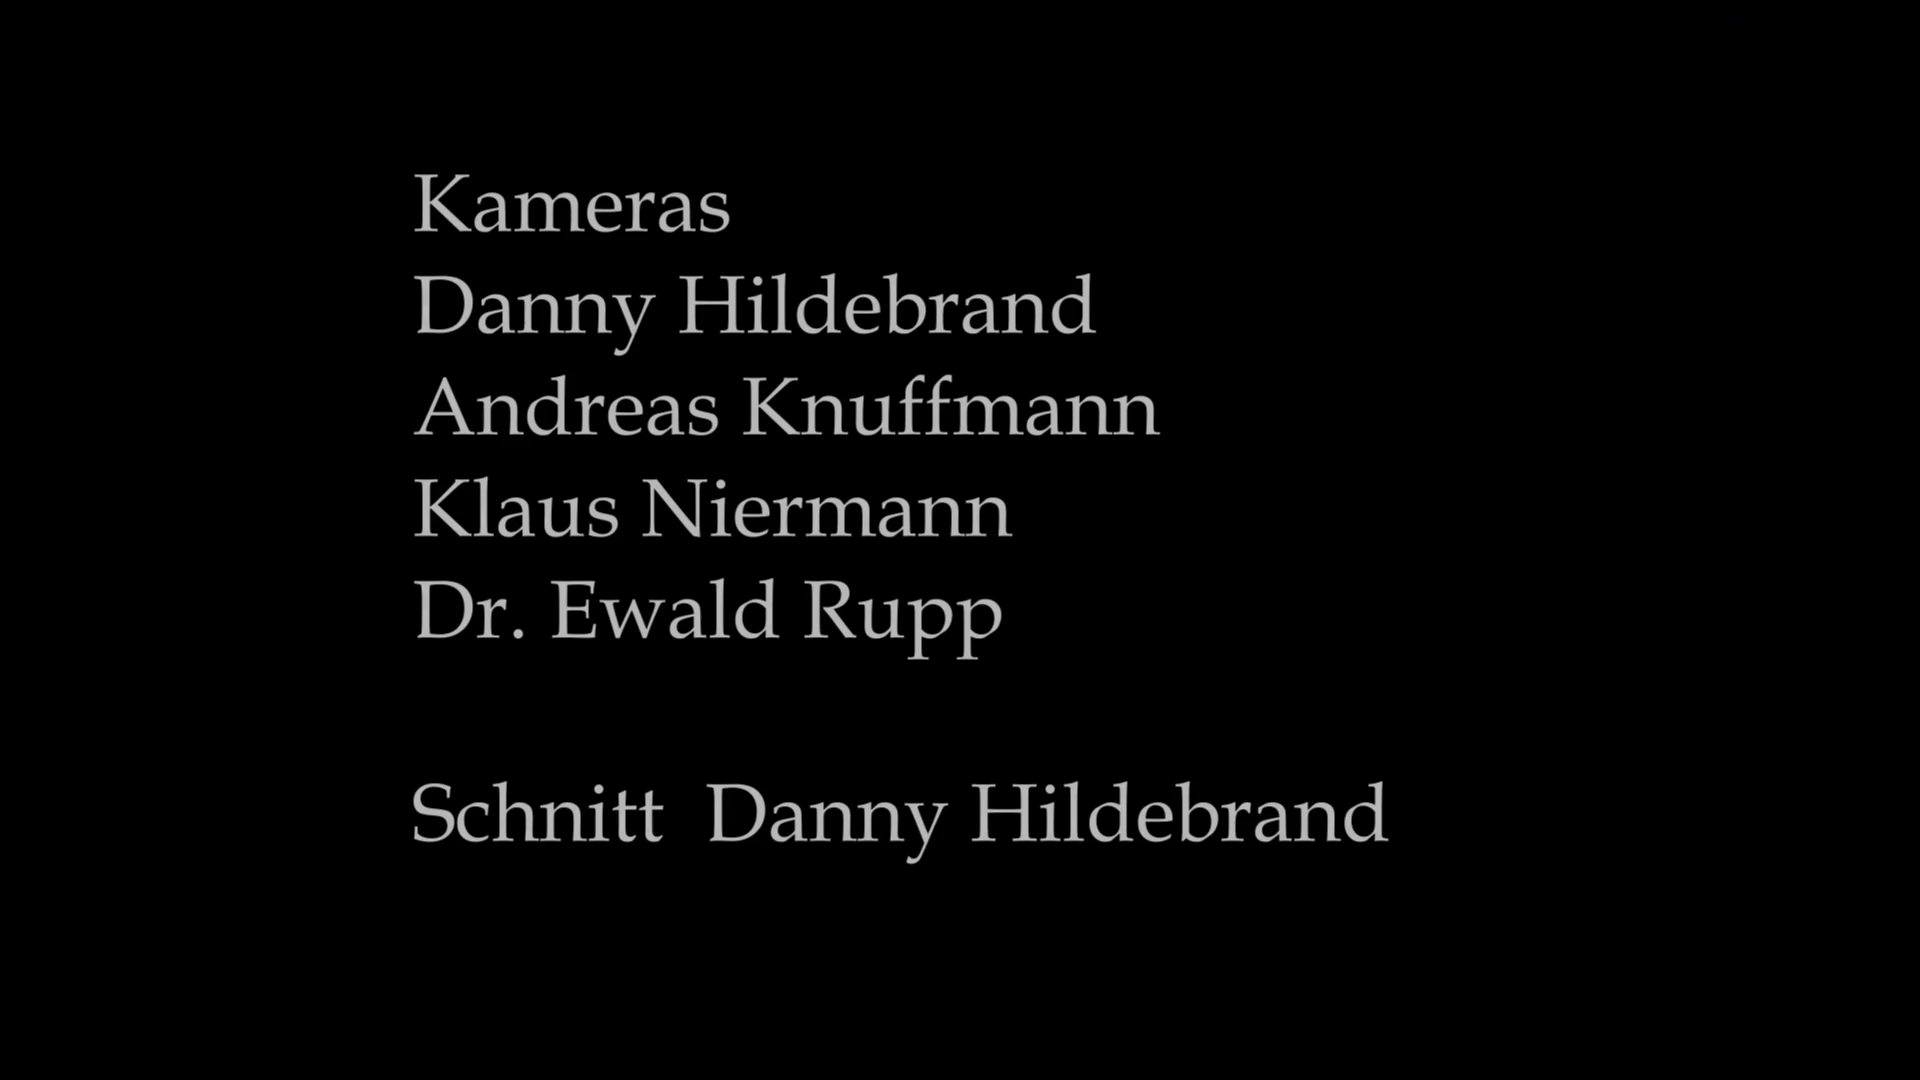 Kameras
Danny Hildebrand
Andreas Knuffmann
Klaus Niermann
Dr. Ewald Rupp
Schnitt  Danny Hildebrand